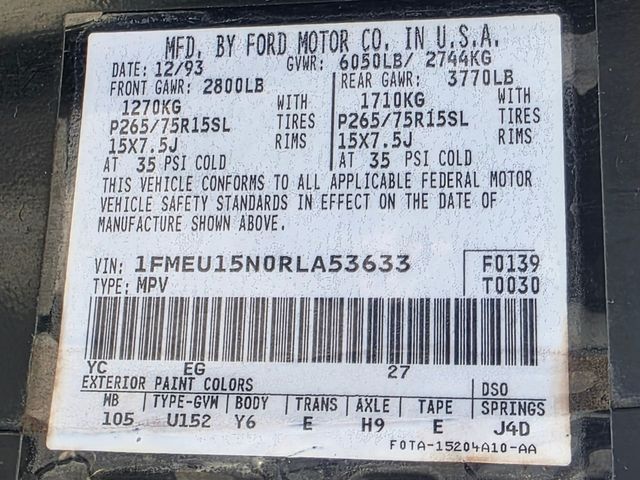 MFD. BY FORD MOTOR CO. IN U.S.A.
DATE: 12/93 GVWR: 6050LB/ 2744KG
FRONT GAWR: 2800LB REAR GAWR: 3770LB
1270KG WITH 1710KG WITH
P265/75R15SL TIRES P265/75R15SL TIRES
15X7.5J RIMS 15X7.5J RIMS
AT 35 PSI COLD AT 35 PSI COLD
THIS VEHICLE CONFORMS TO ALL APPLICABLE FEDERAL MOTOR
VEHICLE SAFETY STANDARDS IN EFFECT ON THE DATE OF
MANUFACTURE SHOWN ABOVE.
VIN: 1FMEU15N0RLA53633 F0139
TYPE: MPV T0030
YC EG 27
EXTERIOR PAINT COLORS DSO
WB TYPE-GVW BODY TRANS AXLE TAPE SPRINGS
105 U152 Y6 E H9 E J4D
F0TA-15204A10-AA